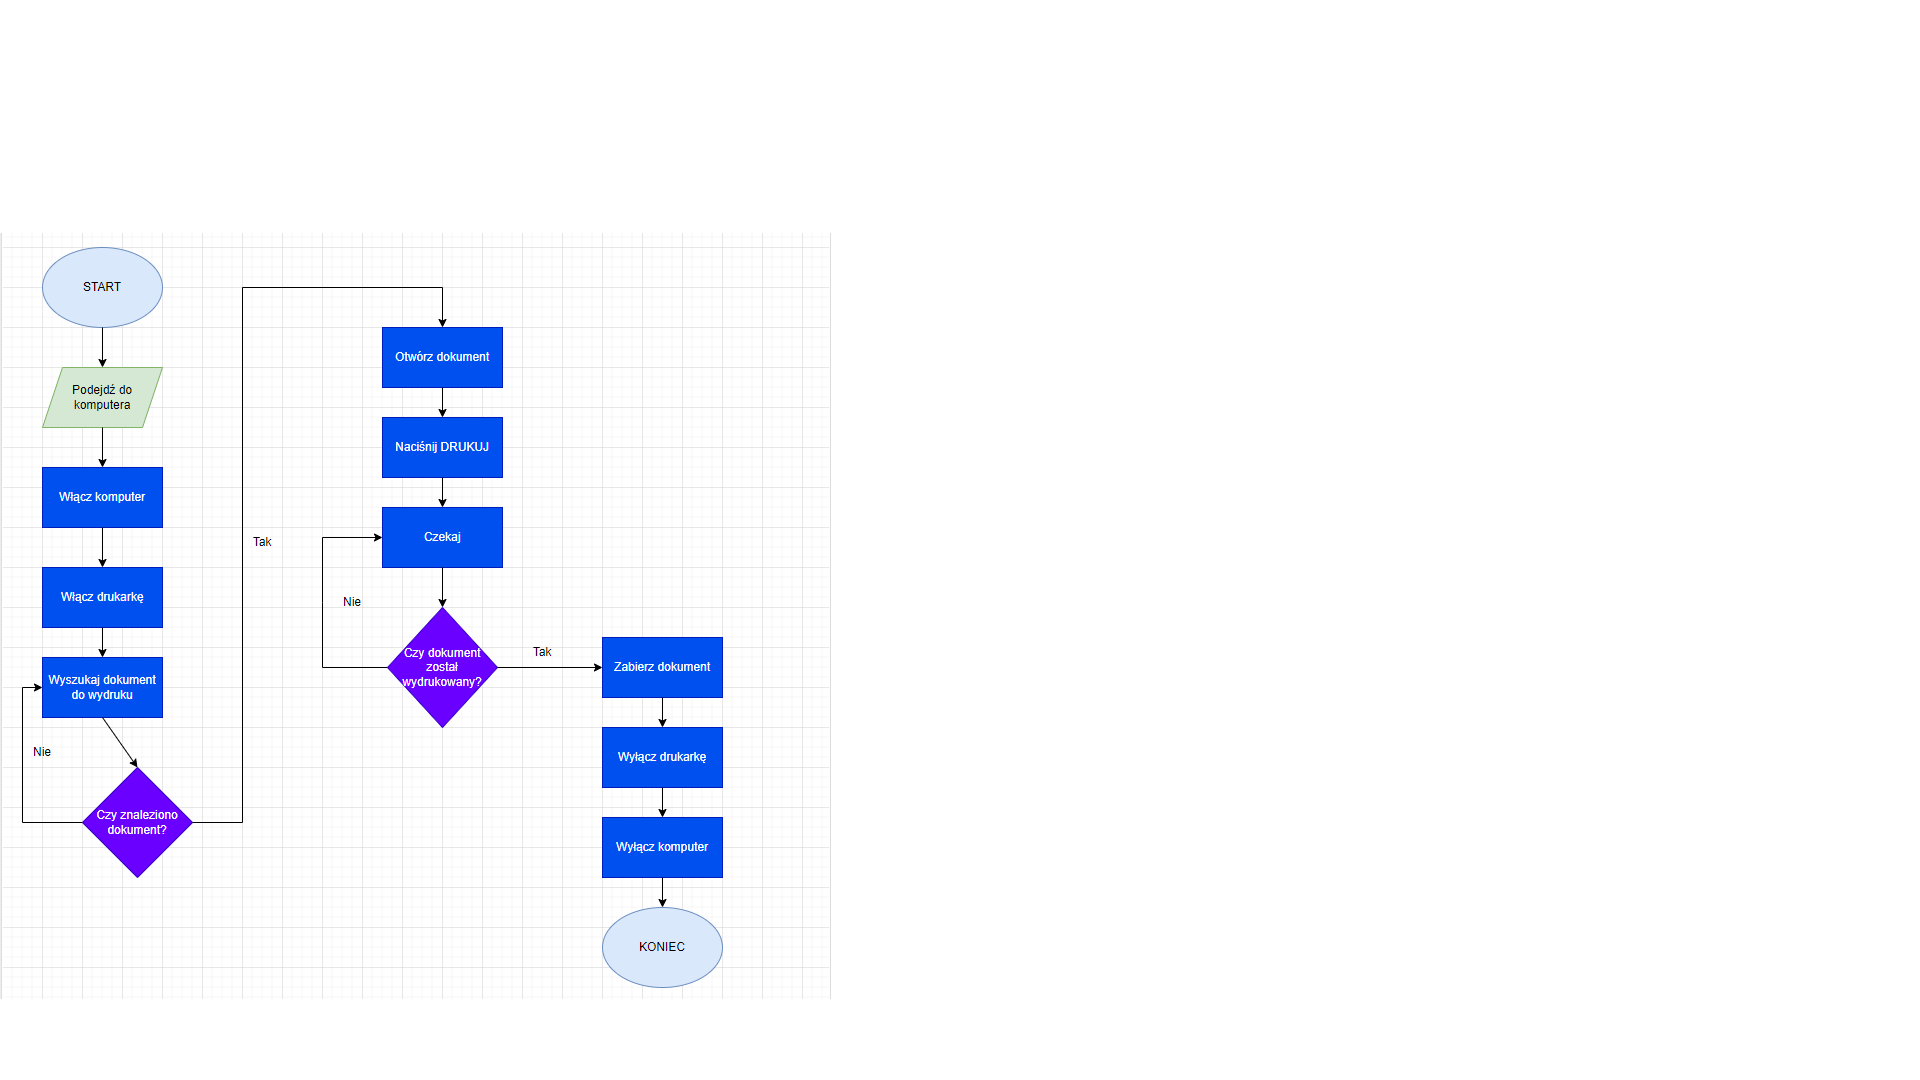 START
Podejdź do
komputera
Włącz komputer
Włącz drukarkę
Wyszukaj dokument
do wydruku
Nie
Czy znaleziono
dokument?
Tak
Otwórz dokument
Naciśnij DRUKUJ
Czekaj
Nie
Czy dokument
został
wydrukowany?
Tak
Zabierz dokument
Wyłącz drukarkę
Wyłącz komputer
KONIEC